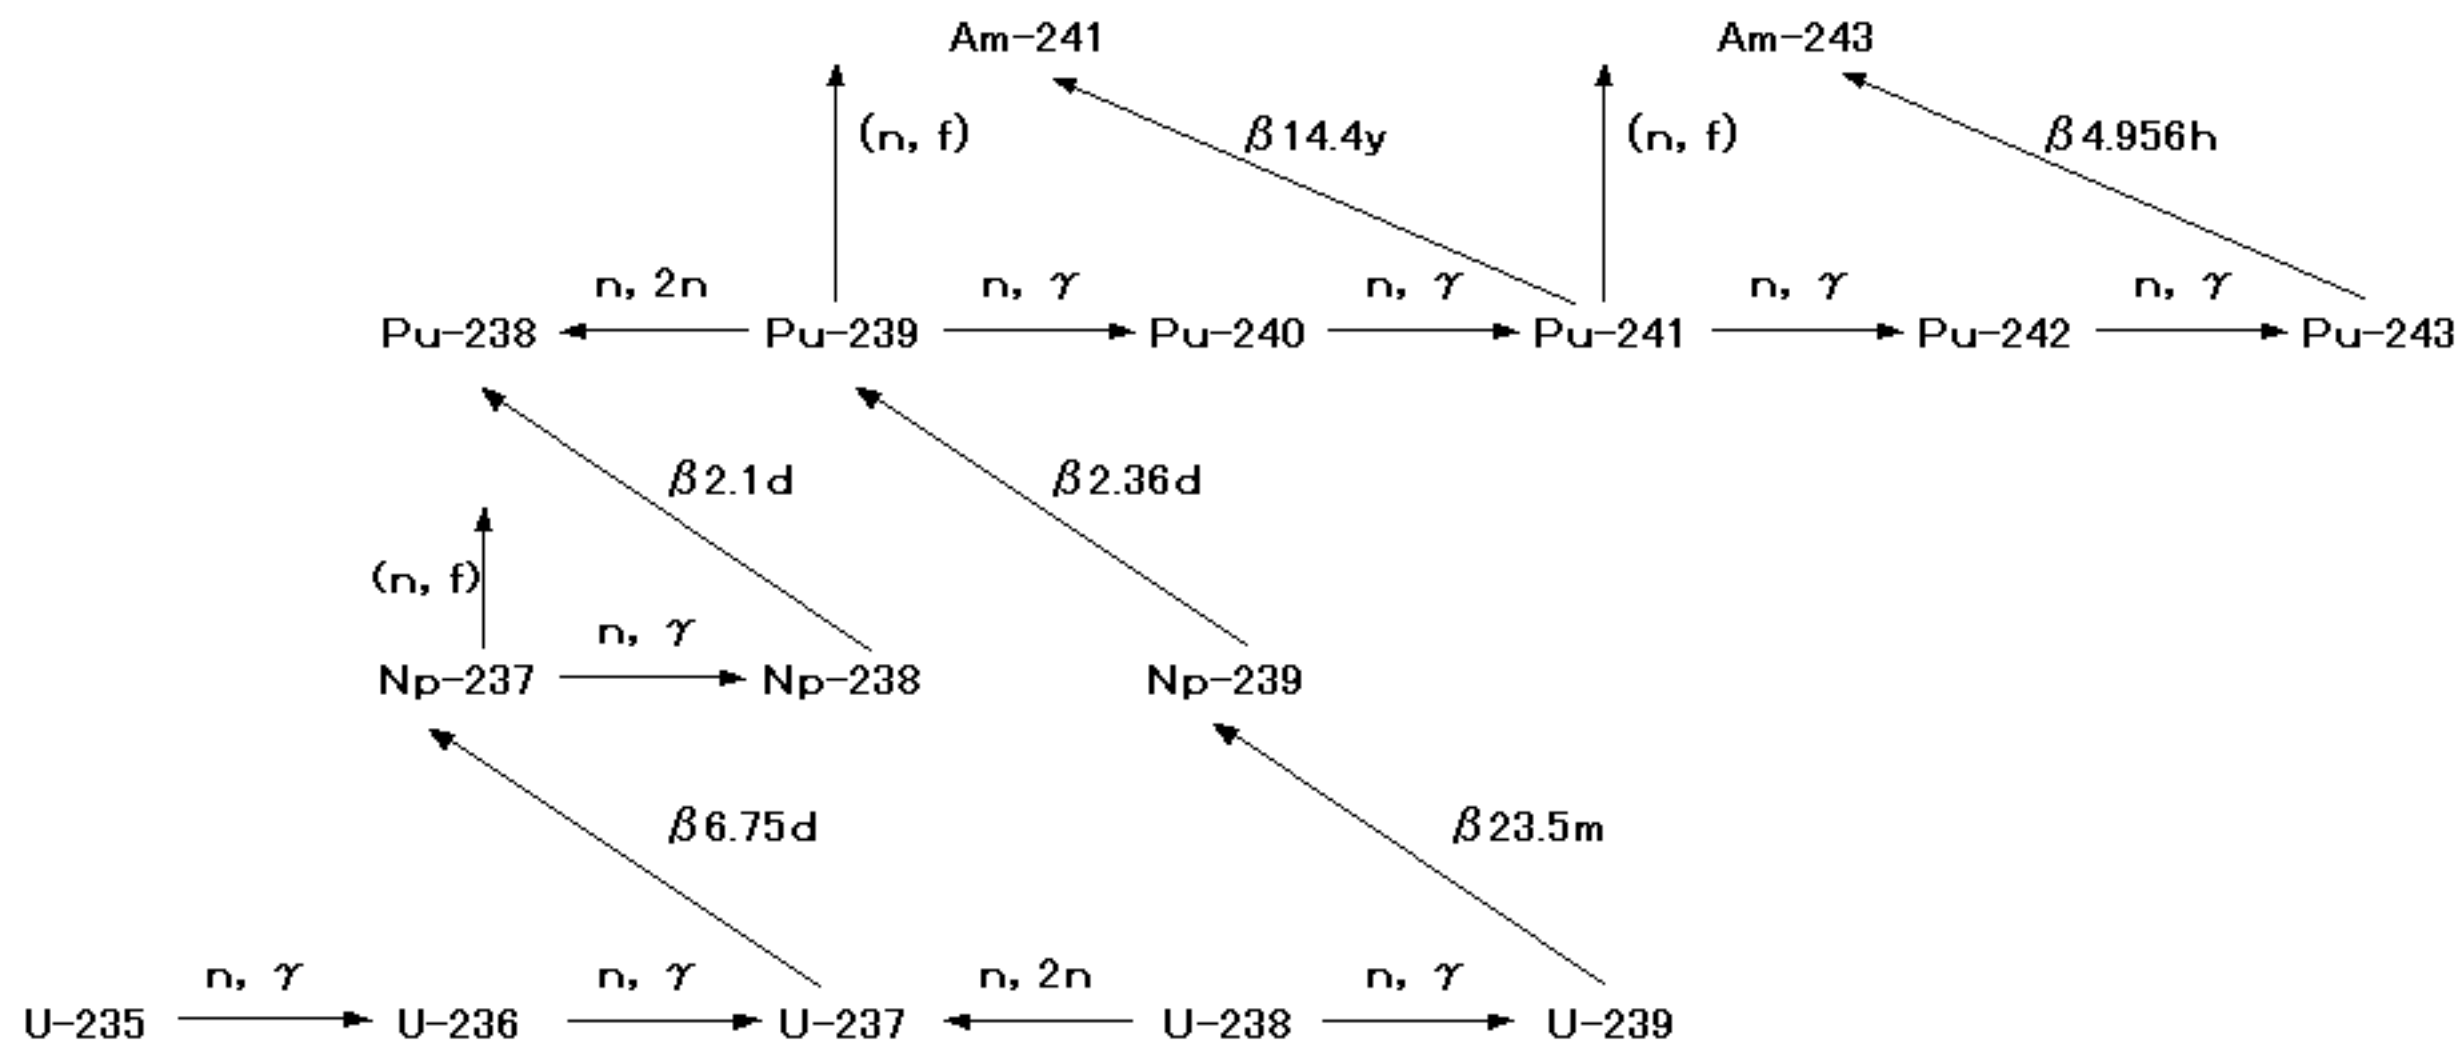 Am-241 Am-243
(n, f) β14.4y (n, f) β4.956h
n, 2n n, γ n, γ n, γ n, γ
Pu-238 Pu-239 Pu-240 Pu-241 Pu-242 Pu-243
β2.1d β2.36d
(n, f)
n, γ
Np-237 Np-238 Np-239
β6.75d β23.5m
n, γ n, γ n, 2n n, γ
U-235 U-236 U-237 U-238 U-239